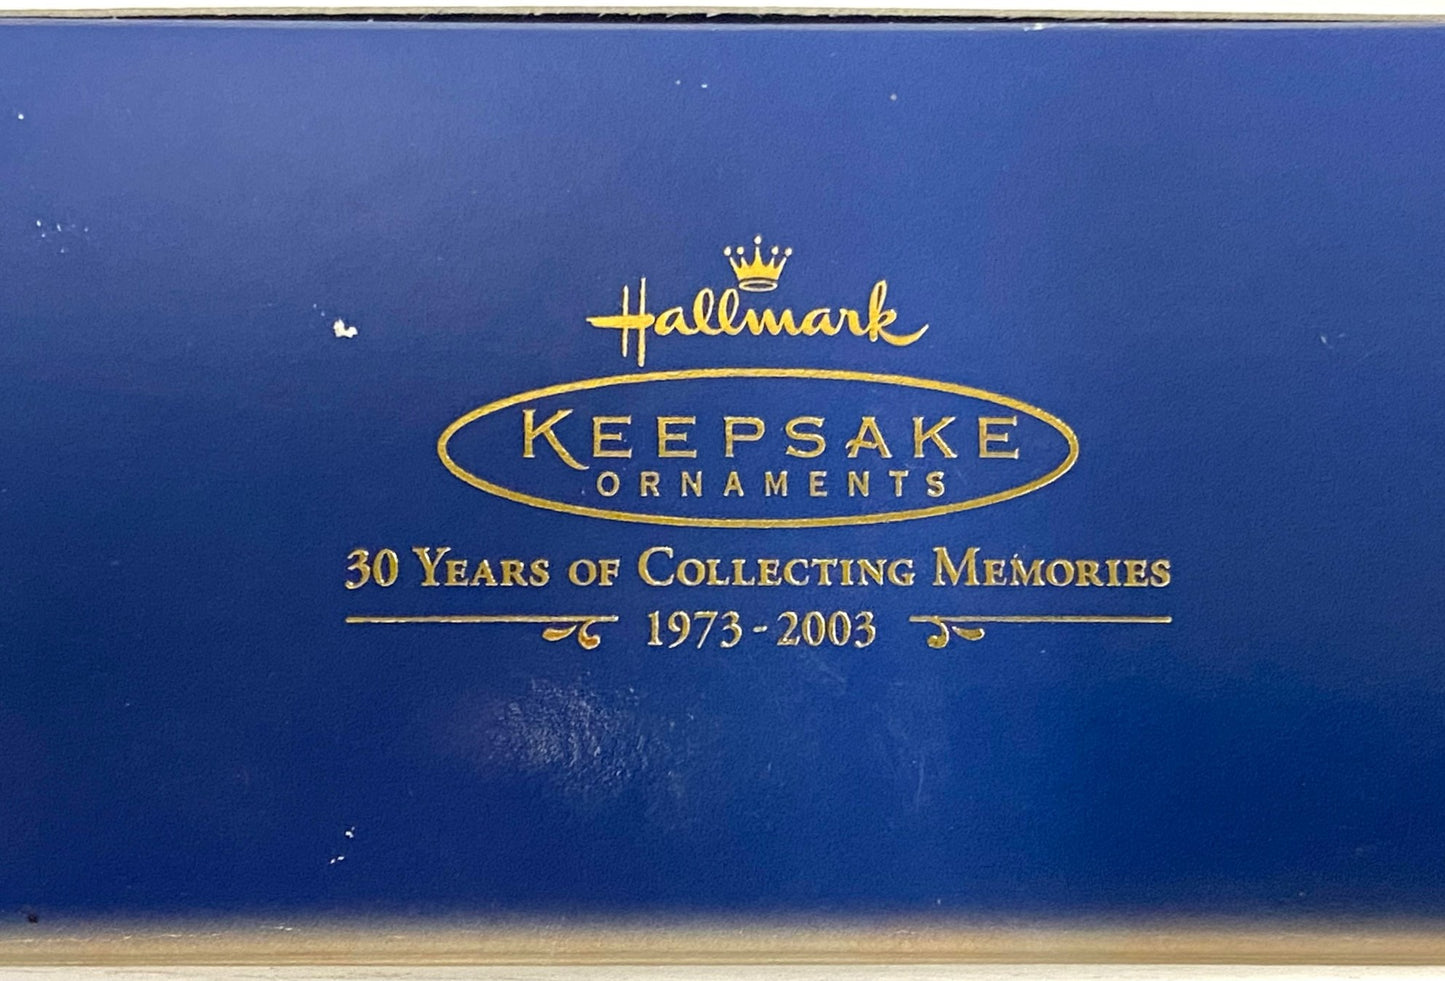 Hallmark
KEEPSAKE
ORNAMENTS
30 YEARS OF COLLECTING MEMORIES
1973-2003